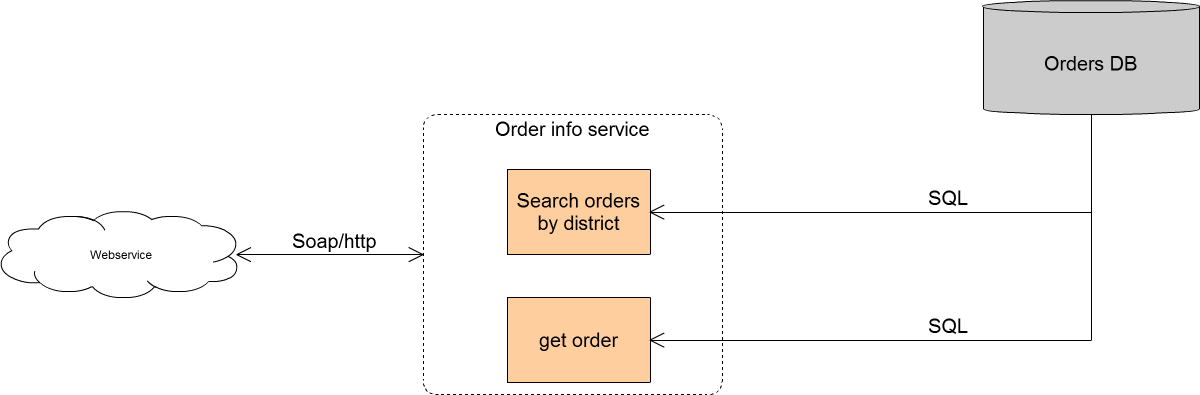 Orders DB
Order info service
Search orders
by district
SQL
Soap/http
Webservice
get order
SQL